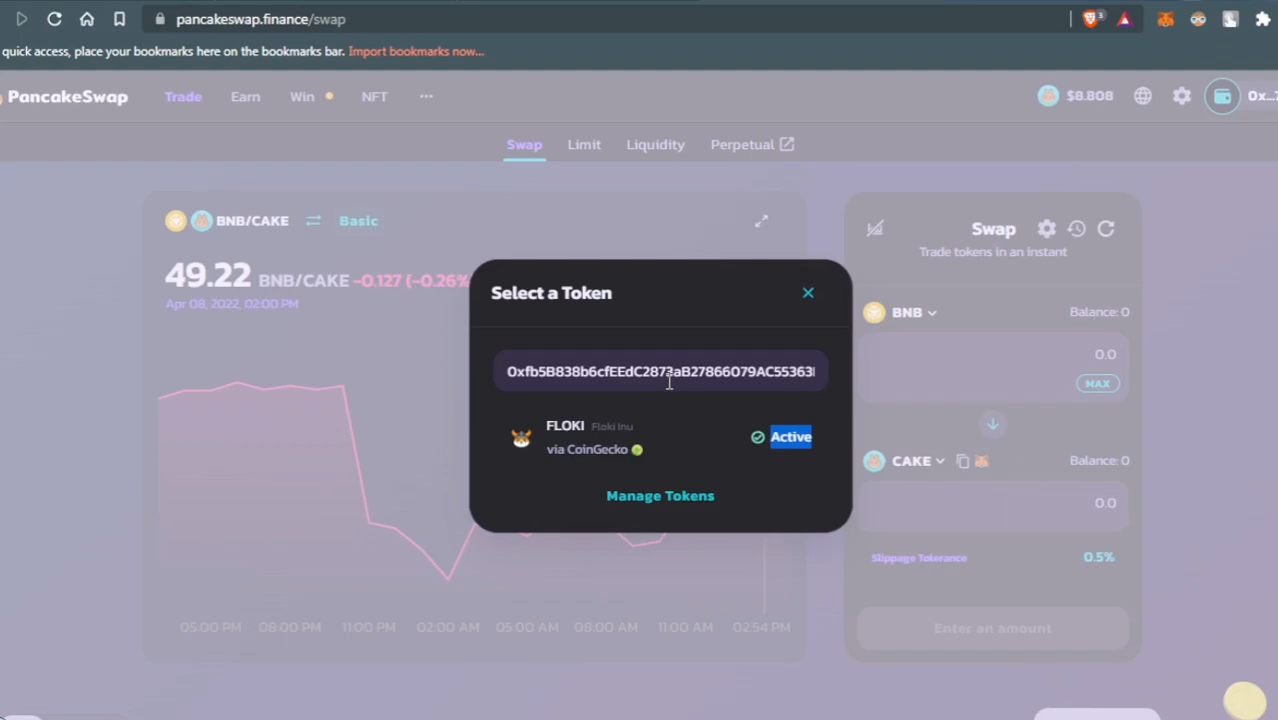 pancakeswap.finance/swap
3
quick access, place your bookmarks here on the bookmarks bar. Import bookmarks now...
PancakeSwap Trade Earn Win NFT ... $8.808
Swap Limit Liquidity Perpetual
BNB/CAKE Basic
49.22 BNB/CAKE -0.127 (-0.26%
Apr 08, 2022, 02:00 PM
Swap
Trade tokens in an instant
BNB Balance: 0
0.0
MAX
CAKE Balance: 0
0.0
Slippage Tolerance 0.5%
Enter an amount
Select a Token
0xfb5B838b6cfEEdC2873aB27866079AC55363
FLOKI Floki Inu
via CoinGecko
Active
Manage Tokens
05:00 PM 08:00 PM 11:00 PM 02:00 AM 05:00 AM 08:00 AM 11:00 AM 02:54 PM